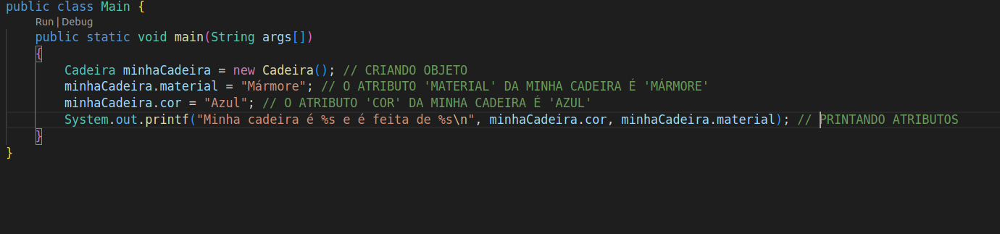 public class Main {
Run | Debug
public static void main(String args[])
{
Cadeira minhaCadeira = new Cadeira(); // CRIANDO OBJETO
minhaCadeira.material = "Mármore"; // O ATRIBUTO 'MATERIAL' DA MINHA CADEIRA É 'MÁRMORE'
minhaCadeira.cor = "Azul"; // O ATRIBUTO 'COR' DA MINHA CADEIRA É 'AZUL'
System.out.printf("Minha cadeira é %s e é feita de %s\n", minhaCadeira.cor, minhaCadeira.material); // PRINTANDO ATRIBUTOS
}
}